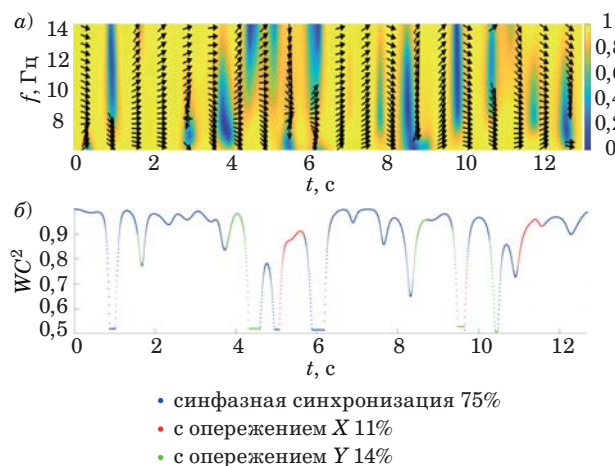 а)
14
12
10
8
f, Гц
1
0,8
0,6
0,4
0,2
0
0 2 4 6 8 10 12
t, с
б)
0,9
0,8
0,7
0,6
0,5
WC²
0 2 4 6 8 10 12
t, с
• синфазная синхронизация 75%
• с опережением X 11%
• с опережением Y 14%